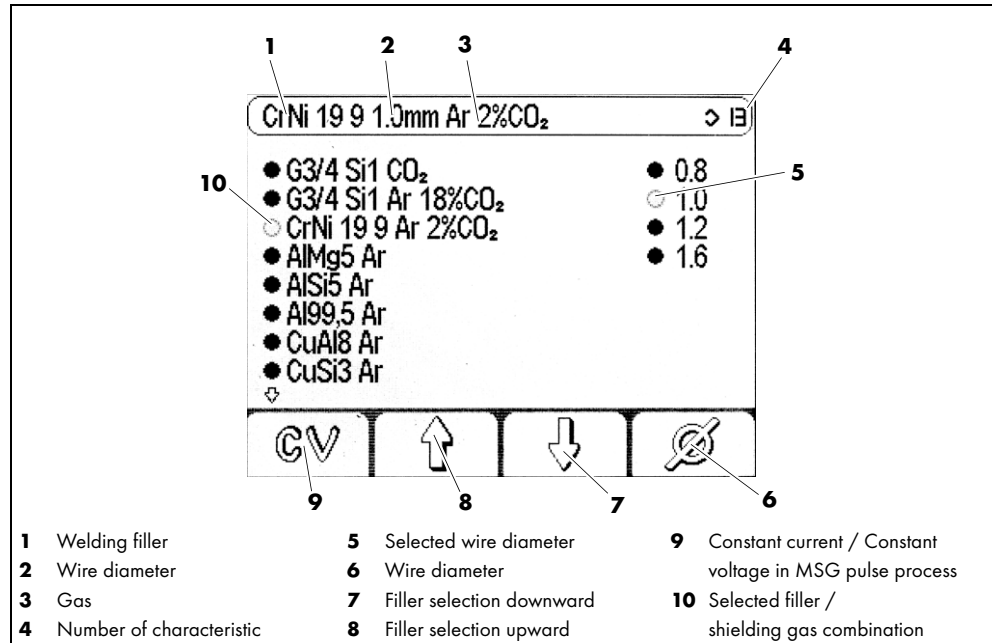 1 2 3 4
CrNi 19 9 1.0mm Ar 2%CO₂ 13
G3/4 Si1 CO₂ 0.8
10 G3/4 Si1 Ar 18%CO₂ 1.0 5
CrNi 19 9 Ar 2%CO₂ 1.2
AlMg5 Ar 1.6
AlSi5 Ar
Al99,5 Ar
CuAl8 Ar
CuSi3 Ar
CV
9 8 7 6
1 Welding filler
2 Wire diameter
3 Gas
4 Number of characteristic
5 Selected wire diameter
6 Wire diameter
7 Filler selection downward
8 Filler selection upward
9 Constant current / Constant
voltage in MSG pulse process
10 Selected filler /
shielding gas combination